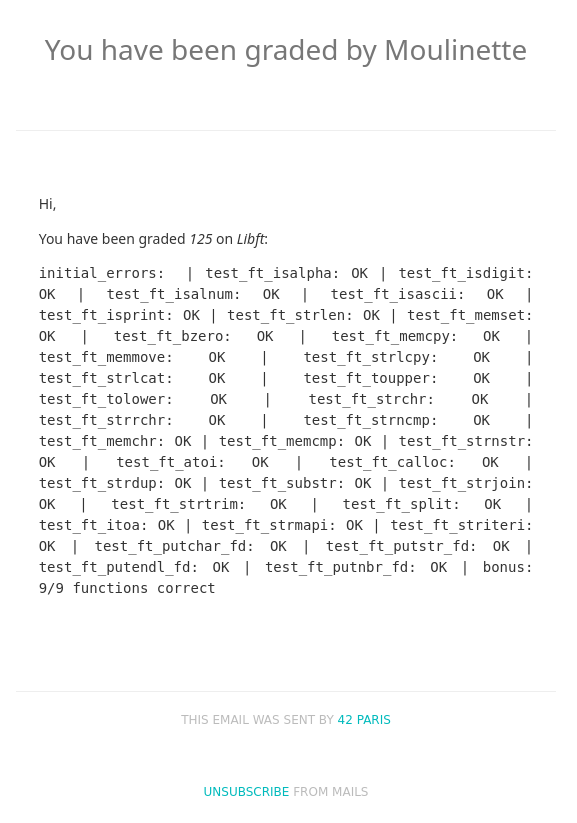 You have been graded by Moulinette
Hi,
You have been graded 125 on Libft:
initial_errors: | test_ft_isalpha: OK | test_ft_isdigit:
OK | test_ft_isalnum: OK | test_ft_isascii: OK |
test_ft_isprint: OK | test_ft_strlen: OK | test_ft_memset:
OK | test_ft_bzero: OK | test_ft_memcpy: OK |
test_ft_memmove: OK | test_ft_strlcpy: OK |
test_ft_strlcat: OK | test_ft_toupper: OK |
test_ft_tolower: OK | test_ft_strchr: OK |
test_ft_strrchr: OK | test_ft_strncmp: OK |
test_ft_memchr: OK | test_ft_memcmp: OK | test_ft_strnstr:
OK | test_ft_atoi: OK | test_ft_calloc: OK |
test_ft_strdup: OK | test_ft_substr: OK | test_ft_strjoin:
OK | test_ft_strtrim: OK | test_ft_split: OK |
test_ft_itoa: OK | test_ft_strmapi: OK | test_ft_striteri:
OK | test_ft_putchar_fd: OK | test_ft_putstr_fd: OK |
test_ft_putendl_fd: OK | test_ft_putnbr_fd: OK | bonus:
9/9 functions correct
THIS EMAIL WAS SENT BY 42 PARIS
UNSUBSCRIBE FROM MAILS